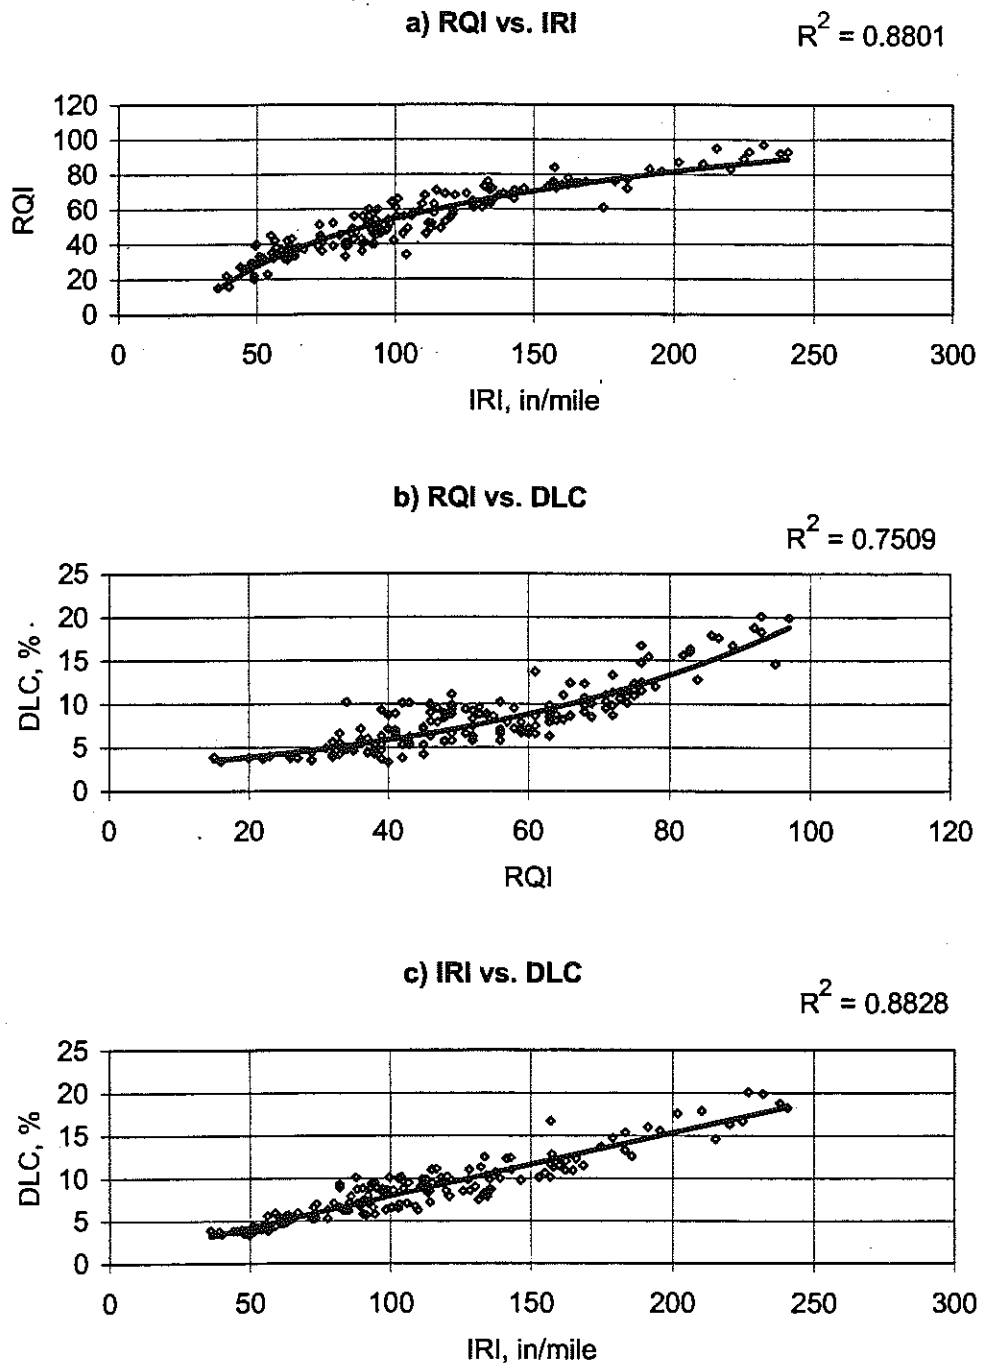 a) RQI vs. IRI
R² = 0.8801
120
100
80
60
40
20
0
RQI
0 50 100 150 200 250 300
IRI, in/mile
b) RQI vs. DLC
R² = 0.7509
25
20
15
10
5
0
DLC, %
0 20 40 60 80 100 120
RQI
c) IRI vs. DLC
R² = 0.8828
25
20
15
10
5
0
DLC, %
0 50 100 150 200 250 300
IRI, in/mile